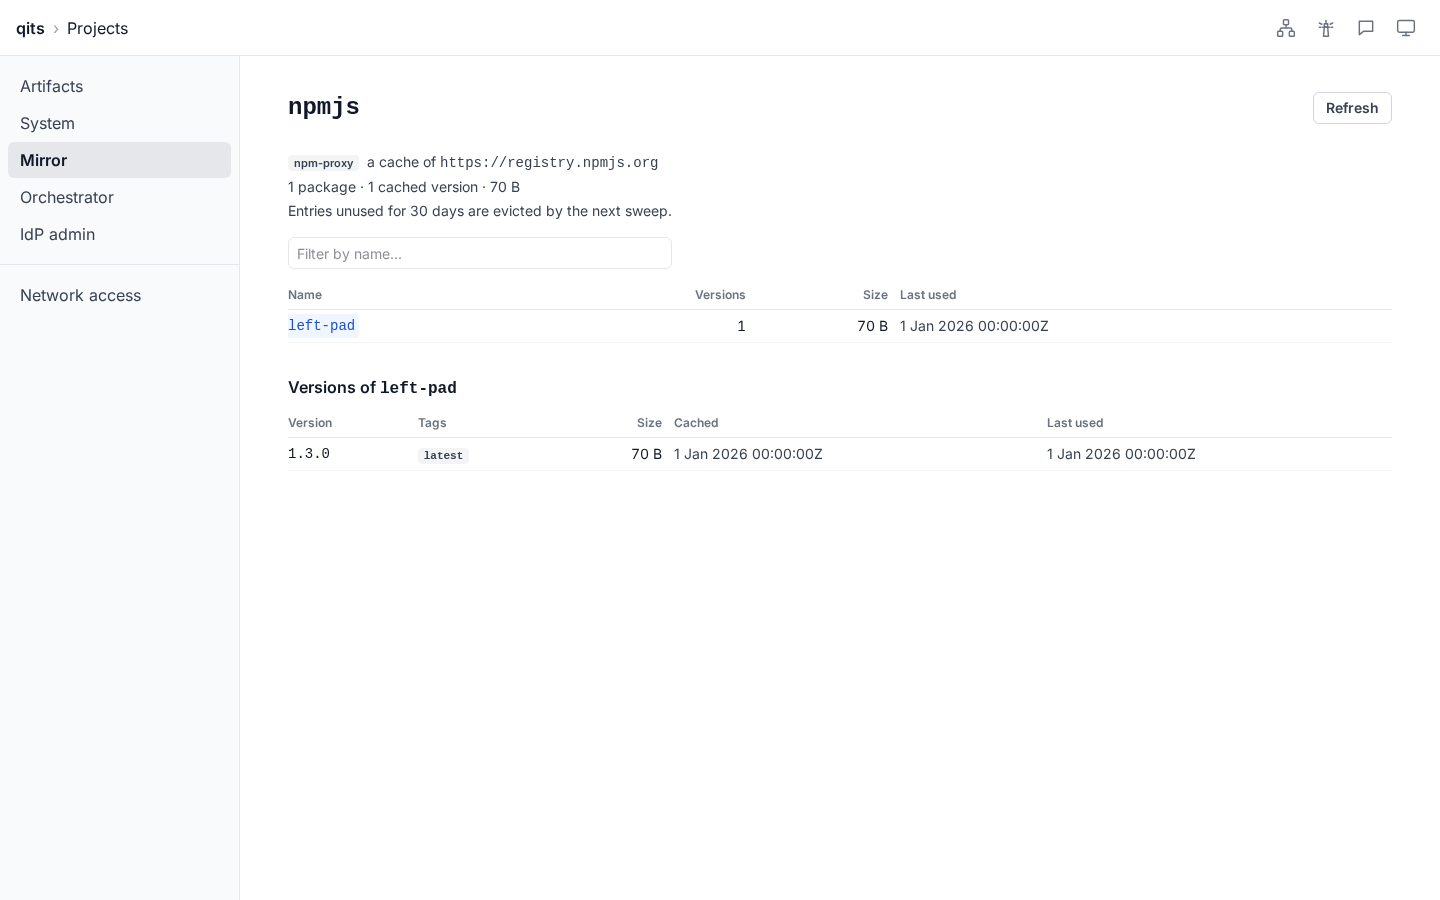 qits › Projects
Artifacts
System
Mirror
Orchestrator
IdP admin
Network access
npmjs
Refresh
npm-proxy a cache of https://registry.npmjs.org
1 package · 1 cached version · 70 B
Entries unused for 30 days are evicted by the next sweep.
Filter by name...
Name Versions Size Last used
left-pad 1 70 B 1 Jan 2026 00:00:00Z
Versions of left-pad
Version Tags Size Cached Last used
1.3.0 latest 70 B 1 Jan 2026 00:00:00Z 1 Jan 2026 00:00:00Z